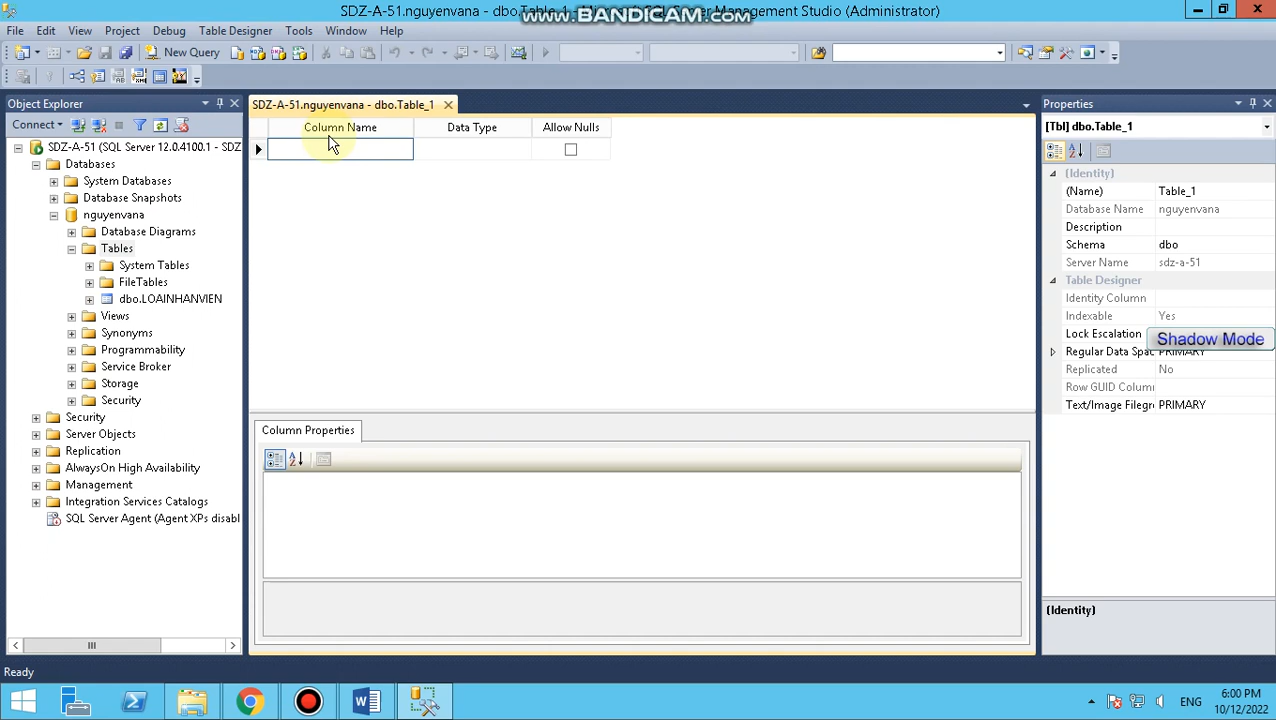 SDZ-A-51.nguyenvana - dbo.Table_1 - Microsoft SQL Server Management Studio (Administrator)
www.BANDICAM.com
File Edit View Project Debug Table Designer Tools Window Help
New Query
Object Explorer
SDZ-A-51.nguyenvana - dbo.Table_1
Properties
Connect
Column Name Data Type Allow Nulls
[Tbl] dbo.Table_1
SDZ-A-51 (SQL Server 12.0.4100.1 - SDZ
Databases
System Databases
Database Snapshots
nguyenvana
Database Diagrams
Tables
System Tables
FileTables
dbo.LOAINHANVIEN
Views
Synonyms
Programmability
Service Broker
Storage
Security
Security
Server Objects
Replication
AlwaysOn High Availability
Management
Integration Services Catalogs
SQL Server Agent (Agent XPs disabl
Column Properties
(Identity)
(Name) Table_1
Database Name nguyenvana
Description
Schema dbo
Server Name sdz-a-51
Table Designer
Identity Column
Indexable Yes
Lock Escalation
Shadow Mode
Regular Data Spac PRIMARY
Replicated No
Row GUID Column
Text/Image Filegr PRIMARY
(Identity)
Ready
ENG
6:00 PM
10/12/2022